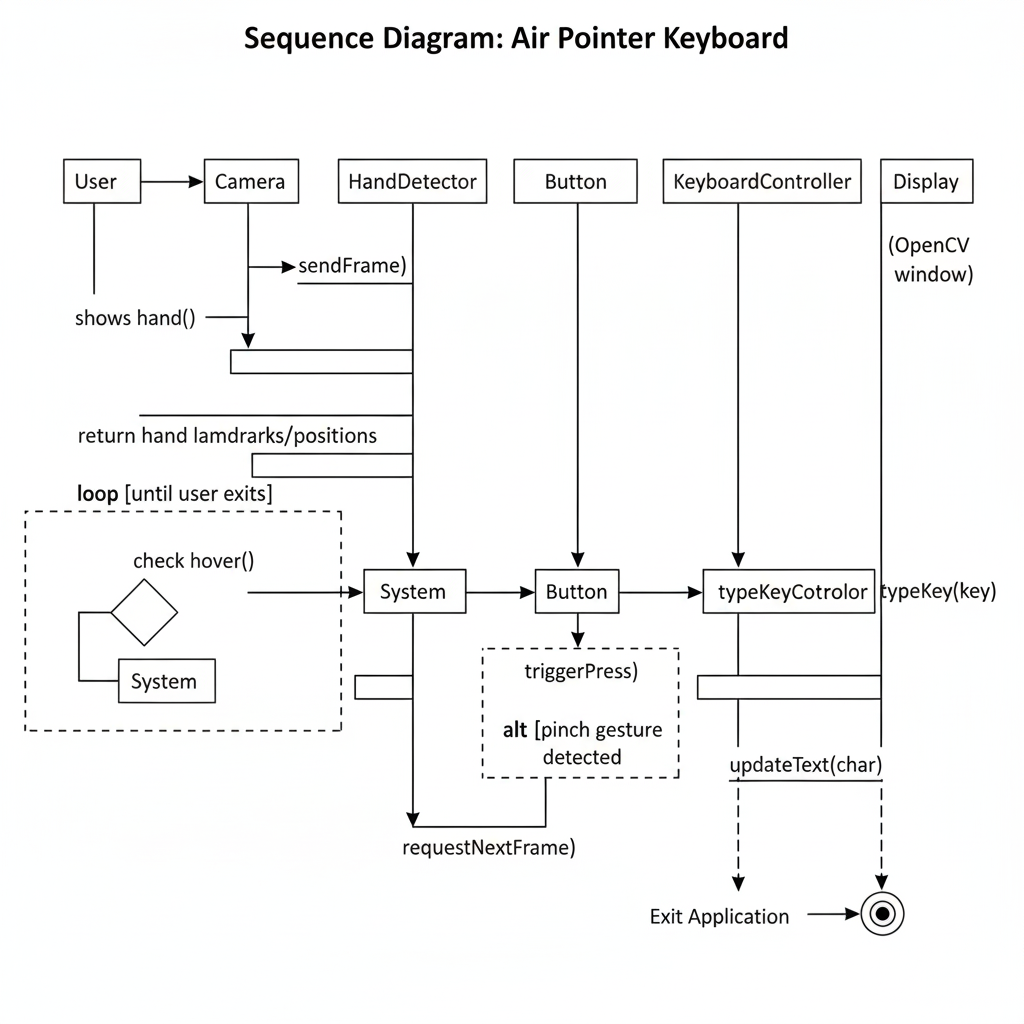 Sequence Diagram: Air Pointer Keyboard
User
Camera
HandDetector
Button
KeyboardController
Display
(OpenCV
window)
sendFrame)
shows hand()
return hand lamdrarks/positions
loop [until user exits]
check hover()
System
Button
typeKeyCotrolor
typeKey(key)
System
triggerPress)
alt [pinch gesture
detected
updateText(char)
requestNextFrame)
Exit Application